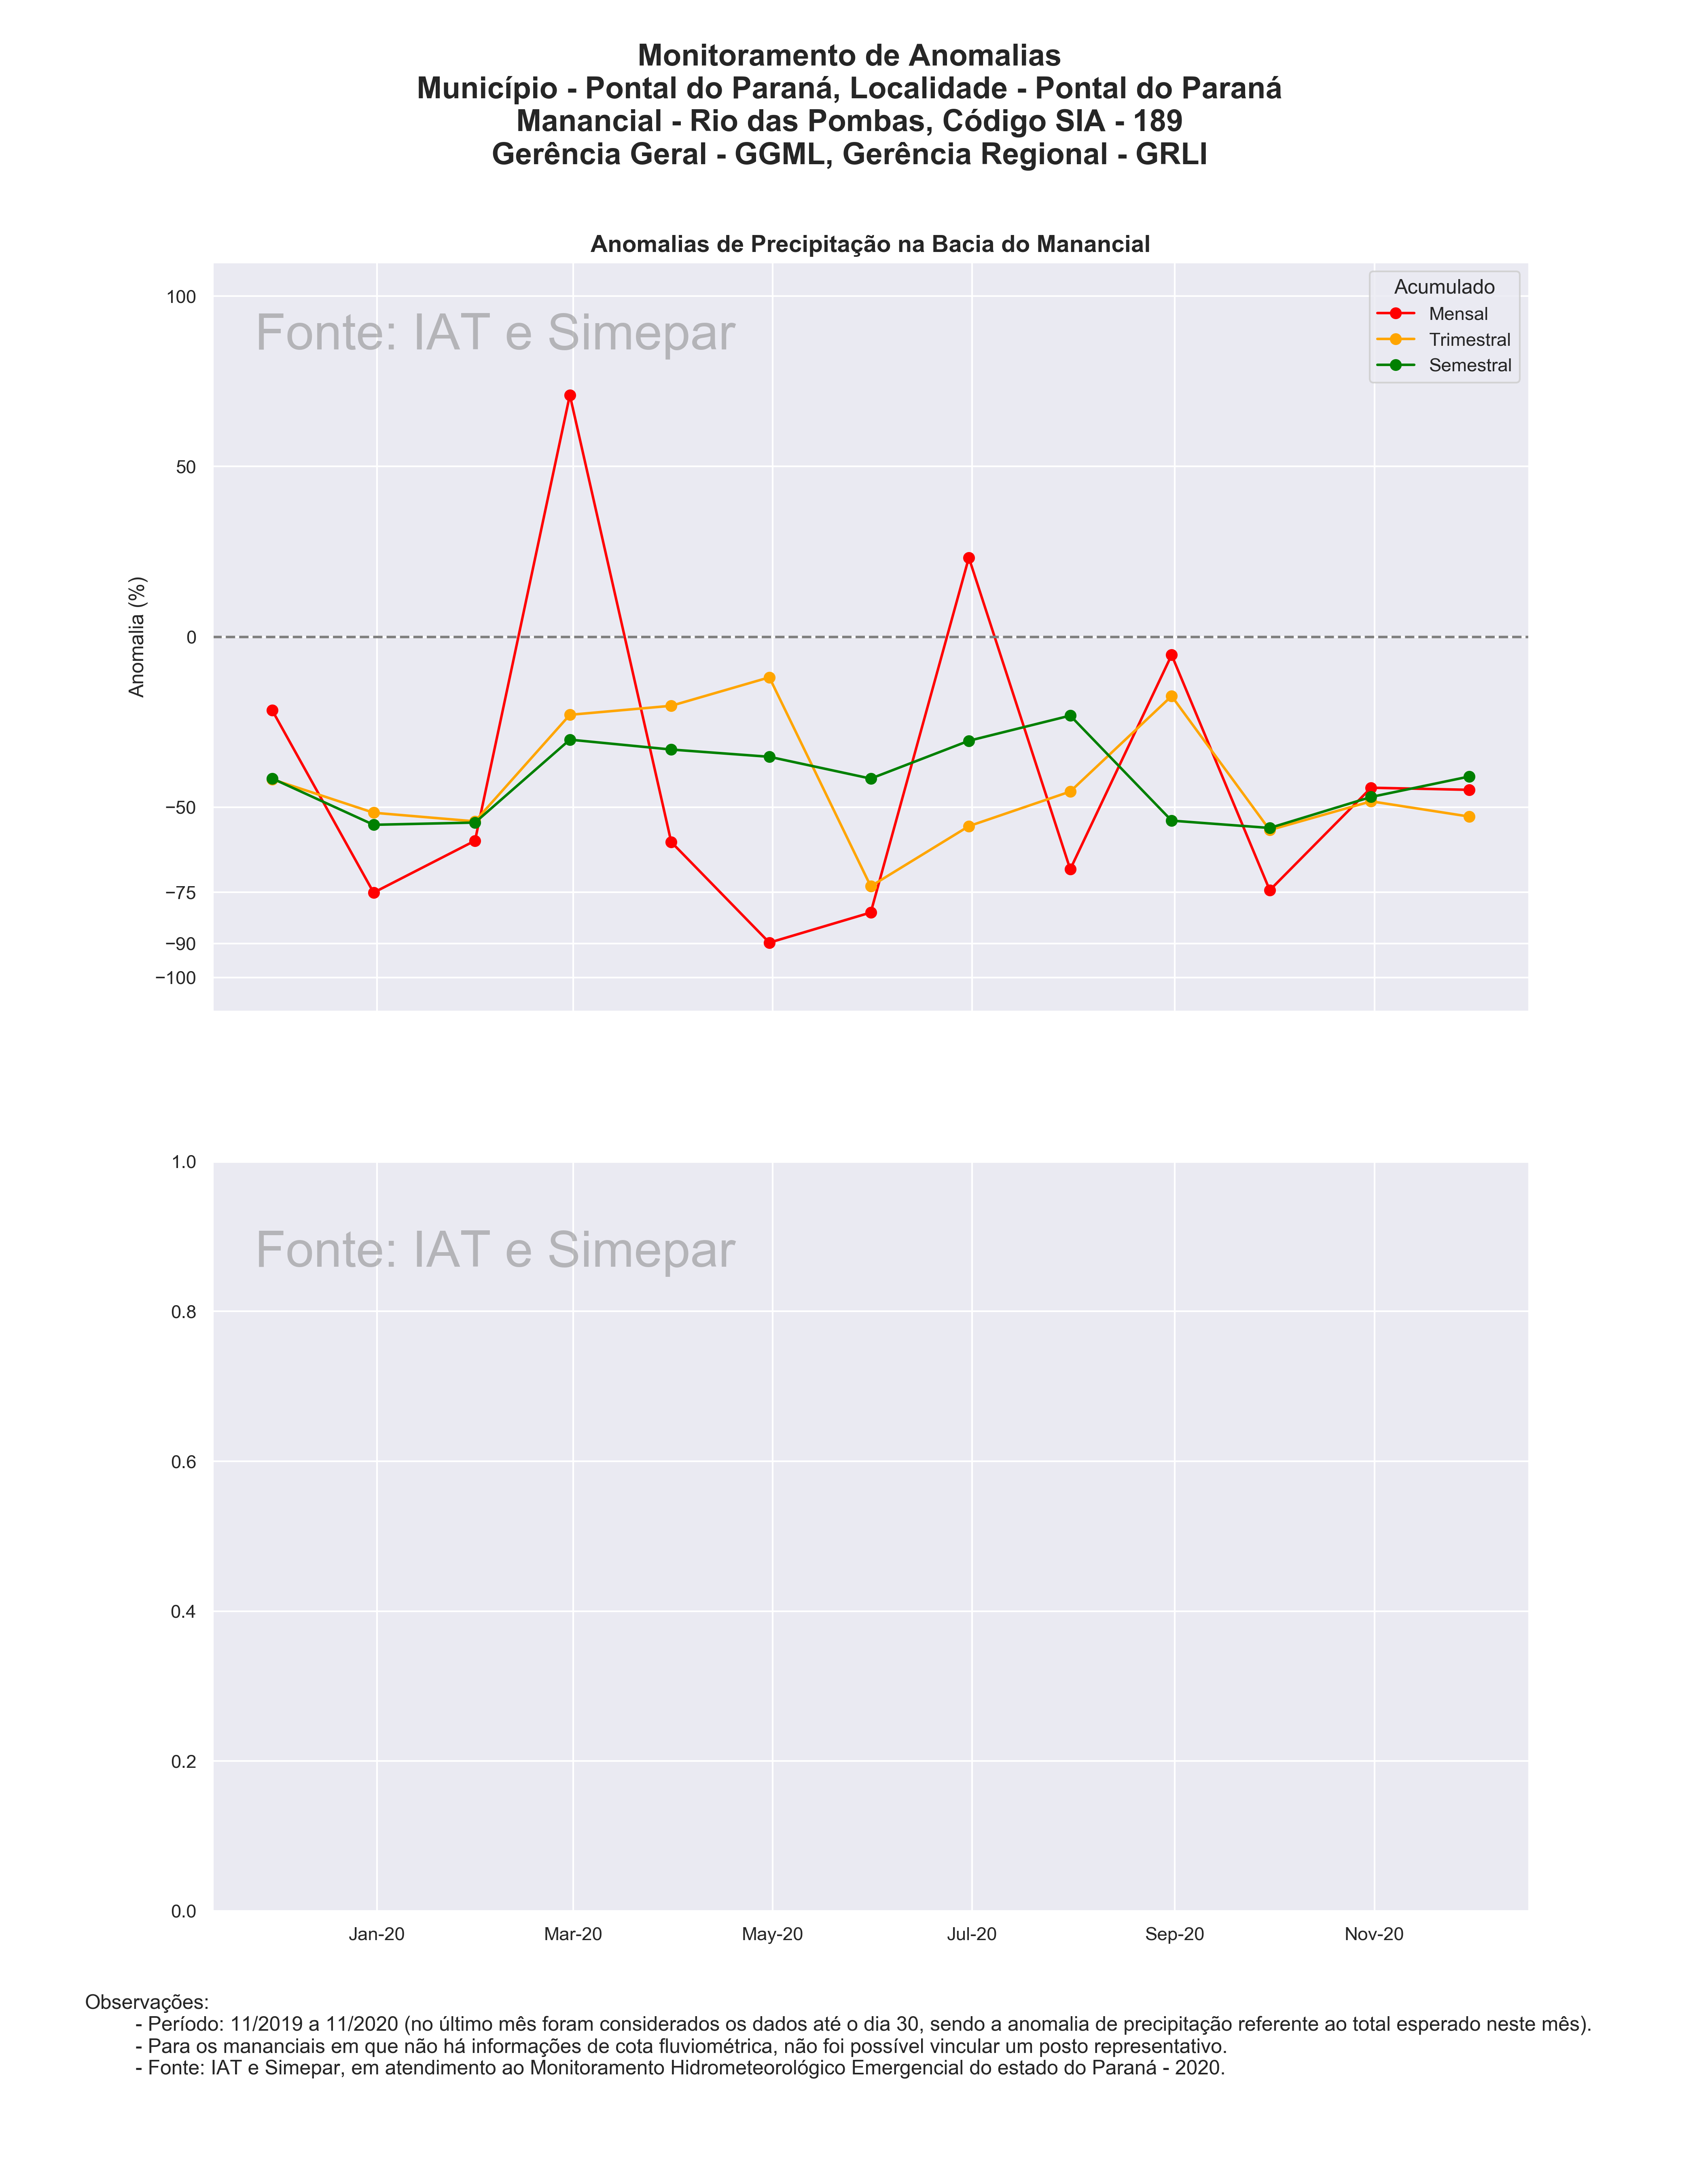 Monitoramento de Anomalias
Município - Pontal do Paraná, Localidade - Pontal do Paraná
Manancial - Rio das Pombas, Código SIA - 189
Gerência Geral - GGML, Gerência Regional - GRLI
Anomalias de Precipitação na Bacia do Manancial
Fonte: IAT e Simepar
Acumulado
Mensal
Trimestral
Semestral
Anomalia (%)
100
50
0
−50
−75
−90
−100
Fonte: IAT e Simepar
1.0
0.8
0.6
0.4
0.2
0.0
Jan-20 Mar-20 May-20 Jul-20 Sep-20 Nov-20
Observações:
- Período: 11/2019 a 11/2020 (no último mês foram considerados os dados até o dia 30, sendo a anomalia de precipitação referente ao total esperado neste mês).
- Para os mananciais em que não há informações de cota fluviométrica, não foi possível vincular um posto representativo.
- Fonte: IAT e Simepar, em atendimento ao Monitoramento Hidrometeorológico Emergencial do estado do Paraná - 2020.